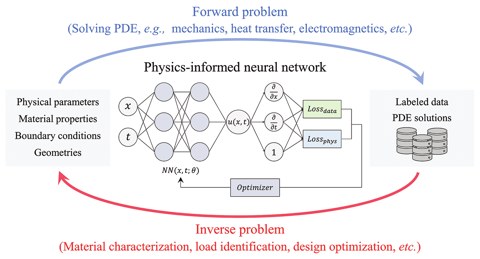 Forward problem
(Solving PDE, e.g., mechanics, heat transfer, electromagnetics, etc.)
Physics-informed neural network
Physical parameters
Material properties
Boundary conditions
Geometries
x
t
NN(x, t; θ)
u(x, t)
∂/∂x
∂/∂t
1
Loss_data
Loss_phys
Optimizer
Labeled data
PDE solutions
Inverse problem
(Material characterization, load identification, design optimization, etc.)